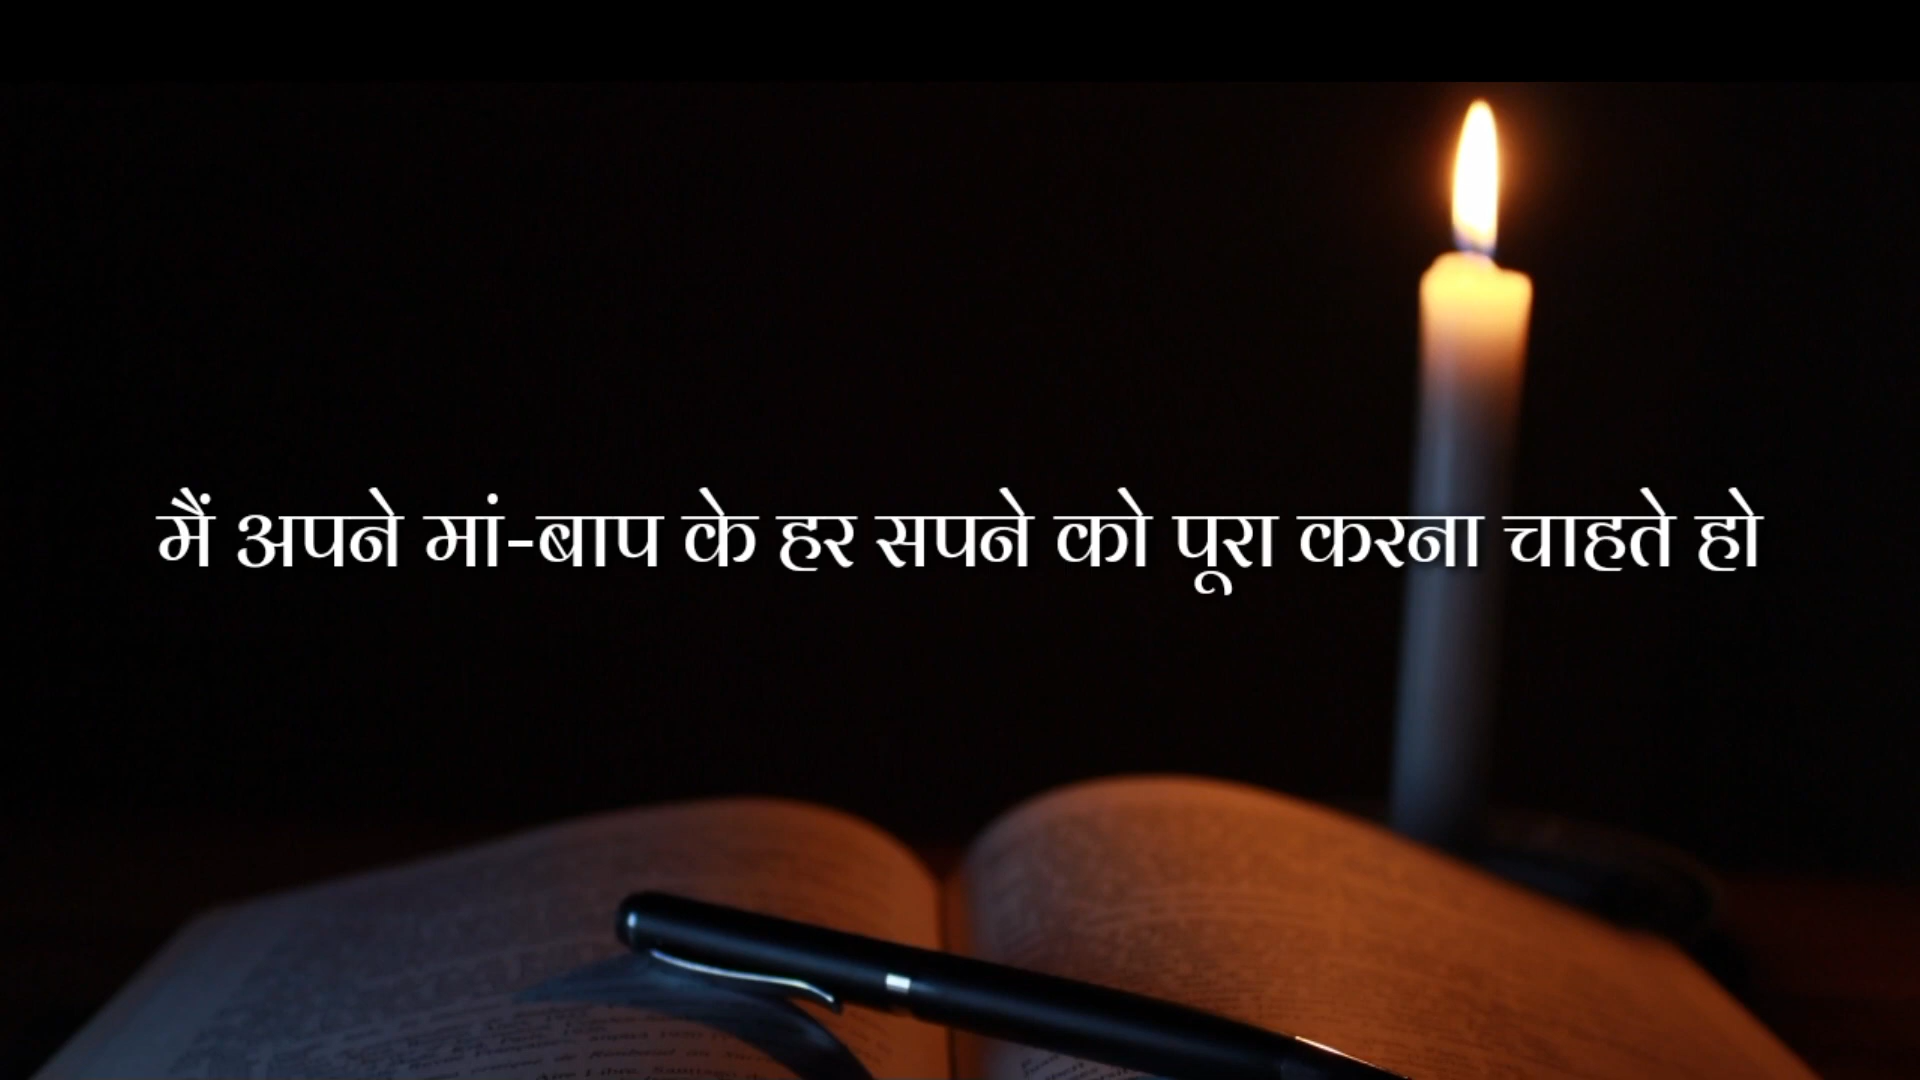 मैं अपने मां-बाप के हर सपने को पूरा करना चाहते हो